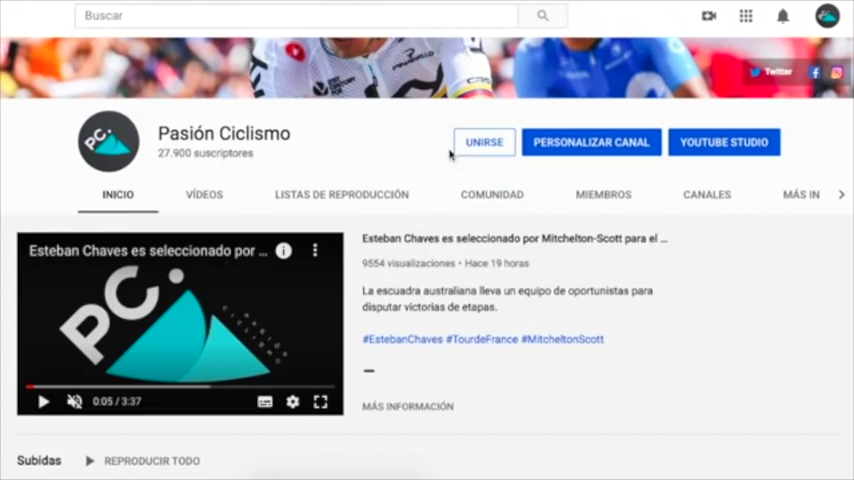 Buscar
PINARELLO
Twitter
PC.
Pasión Ciclismo
27.900 suscriptores
UNIRSE
PERSONALIZAR CANAL
YOUTUBE STUDIO
INICIO
VÍDEOS
LISTAS DE REPRODUCCIÓN
COMUNIDAD
MIEMBROS
CANALES
MÁS IN
Esteban Chaves es seleccionado por ...
PC.
0:05 / 3:37
Esteban Chaves es seleccionado por Mitchelton-Scott para el ...
9554 visualizaciones • Hace 19 horas
La escuadra australiana lleva un equipo de oportunistas para
disputar victorias de etapas.
#EstebanChaves #TourdeFrance #MitcheltonScott
MÁS INFORMACIÓN
Subidas
REPRODUCIR TODO